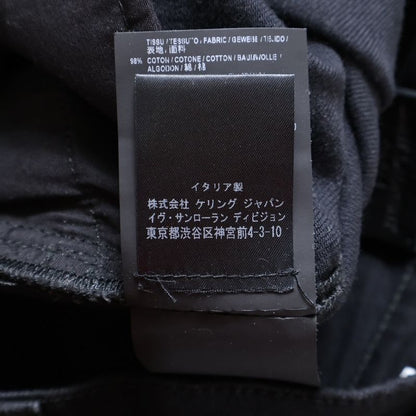 TISSU / TESSUTO / FABRIC / GEWEBE / TEJIDO /
表地 / 面料
98% COTON / COTONE / COTTON / BAUMWOLLE /
ALGODON / 綿 / 棉
イタリア製
株式会社 ケリング ジャパン
イヴ・サンローラン ディビジョン
東京都渋谷区神宮前4-3-10